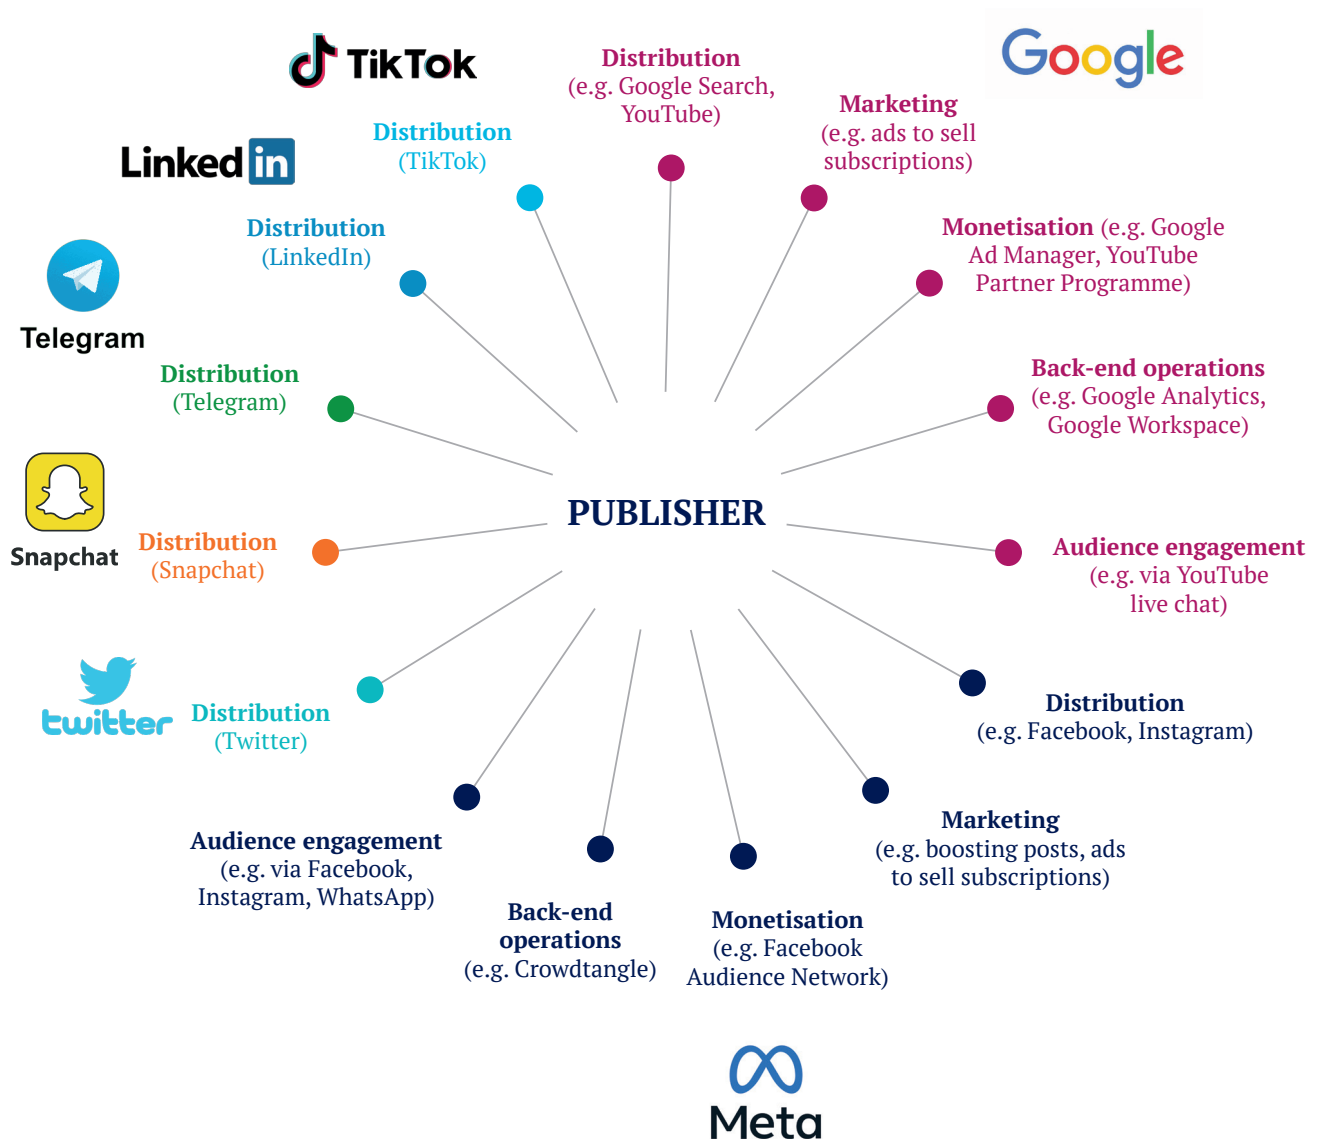 TikTok
Google
Distribution
(e.g. Google Search,
YouTube)
Marketing
(e.g. ads to sell
subscriptions)
Distribution
(TikTok)
Linked in
Distribution
(LinkedIn)
Monetisation (e.g. Google
Ad Manager, YouTube
Partner Programme)
Telegram
Distribution
(Telegram)
Back-end operations
(e.g. Google Analytics,
Google Workspace)
Snapchat
Distribution
(Snapchat)
PUBLISHER
Audience engagement
(e.g. via YouTube
live chat)
twitter
Distribution
(Twitter)
Distribution
(e.g. Facebook, Instagram)
Marketing
(e.g. boosting posts, ads
to sell subscriptions)
Audience engagement
(e.g. via Facebook,
Instagram, WhatsApp)
Back-end
operations
(e.g. Crowdtangle)
Monetisation
(e.g. Facebook
Audience Network)
Meta